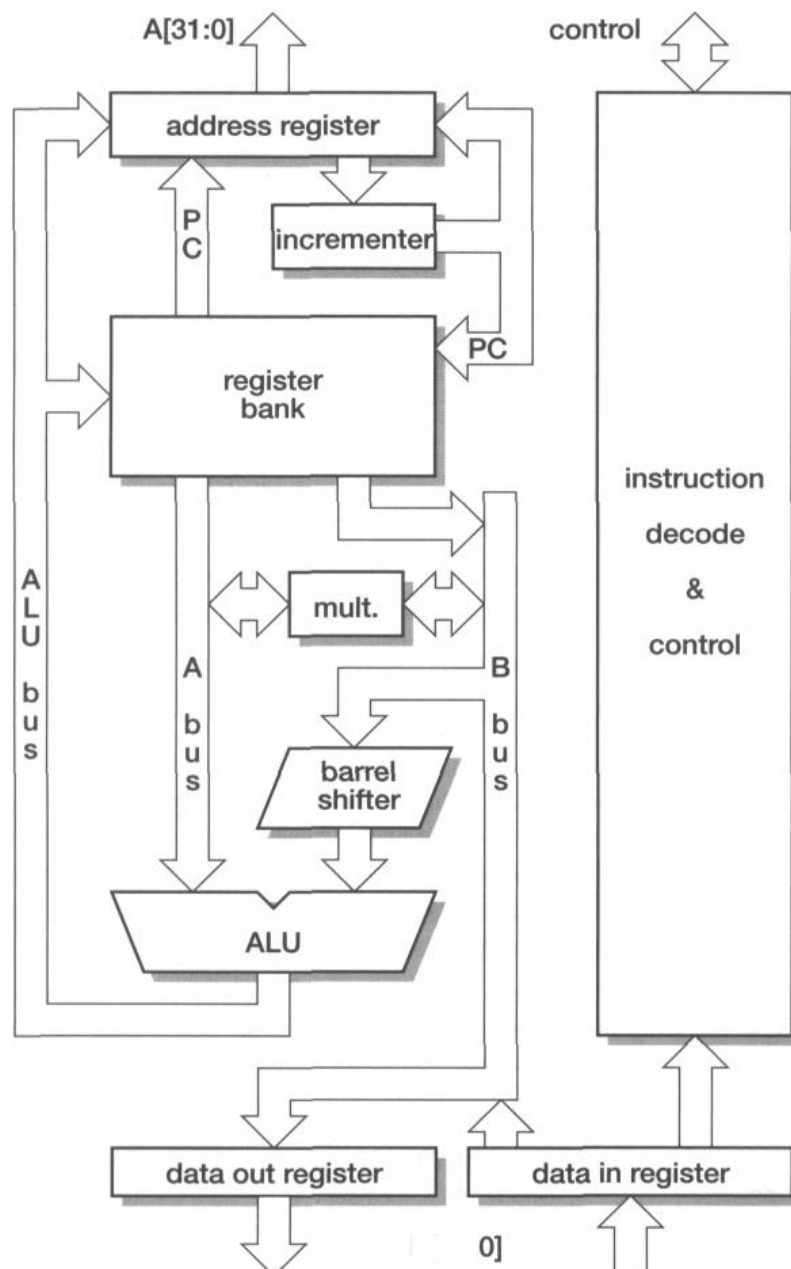 A[31:0]
control
address register
P
C
incrementer
PC
register
bank
instruction
decode
&
control
mult.
A
L
U
b
u
s
A
b
u
s
B
b
u
s
barrel
shifter
ALU
data out register
data in register
0]